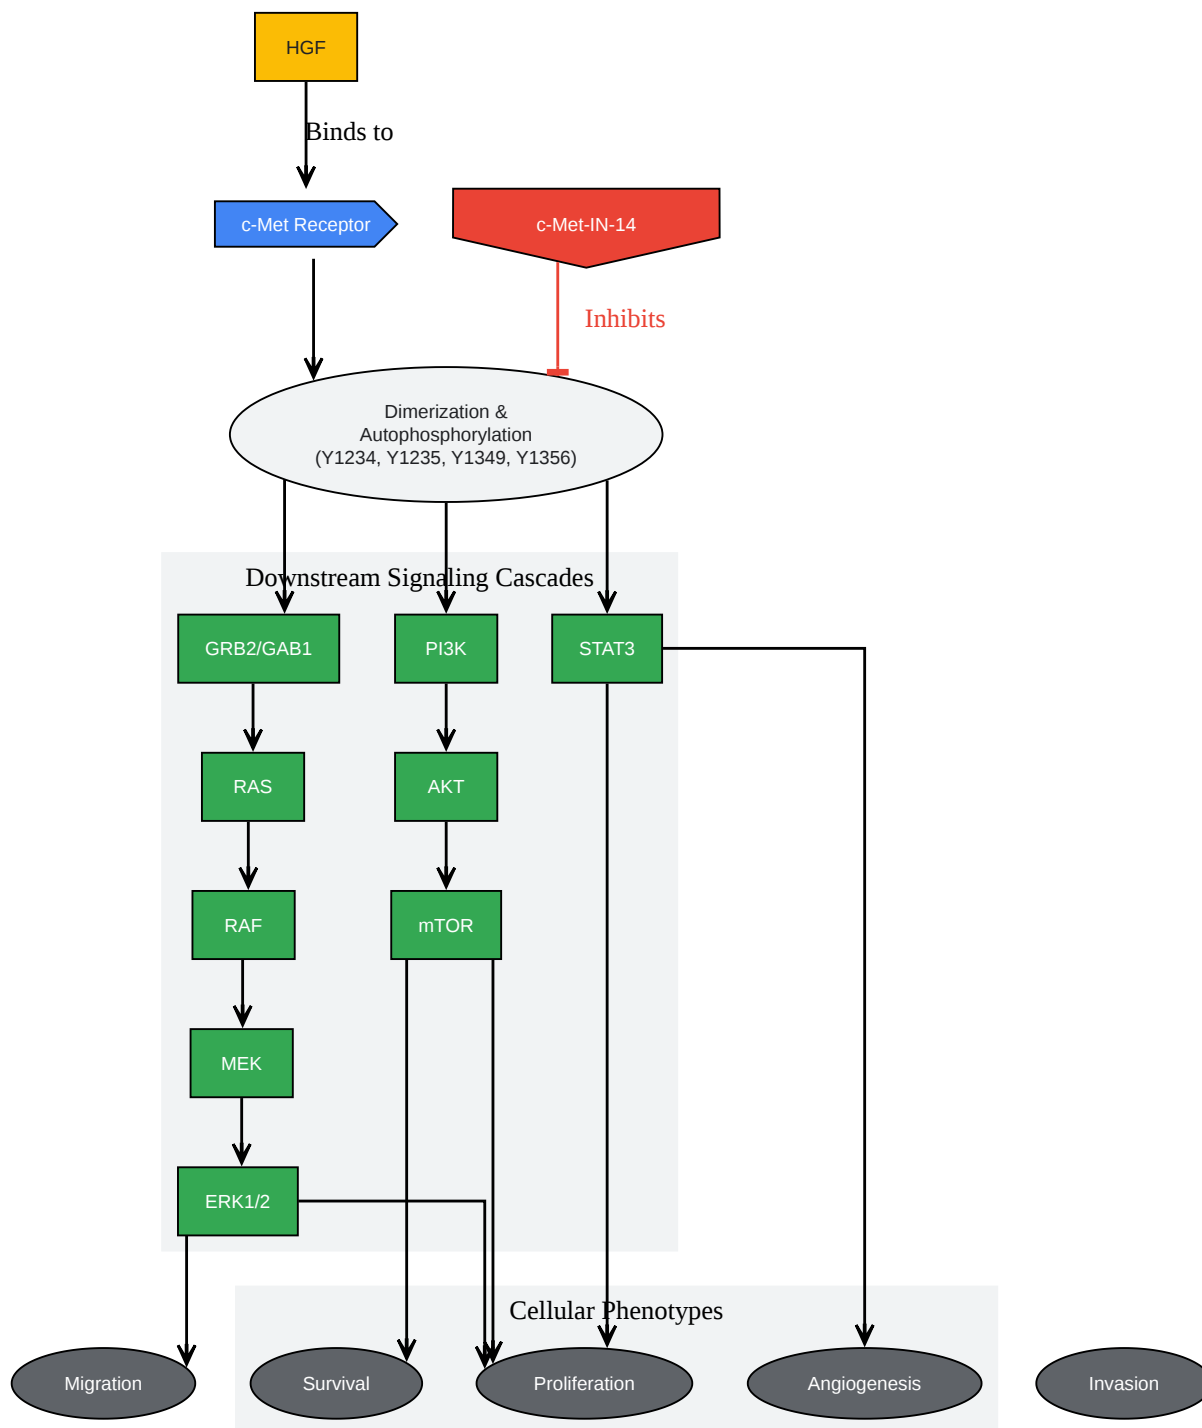 HGF
Binds to
c-Met Receptor
c-Met-IN-14
Inhibits
Dimerization &
Autophosphorylation
(Y1234, Y1235, Y1349, Y1356)
Downstream Signaling Cascades
GRB2/GAB1
PI3K
STAT3
RAS
AKT
RAF
mTOR
MEK
ERK1/2
Cellular Phenotypes
Migration
Survival
Proliferation
Angiogenesis
Invasion